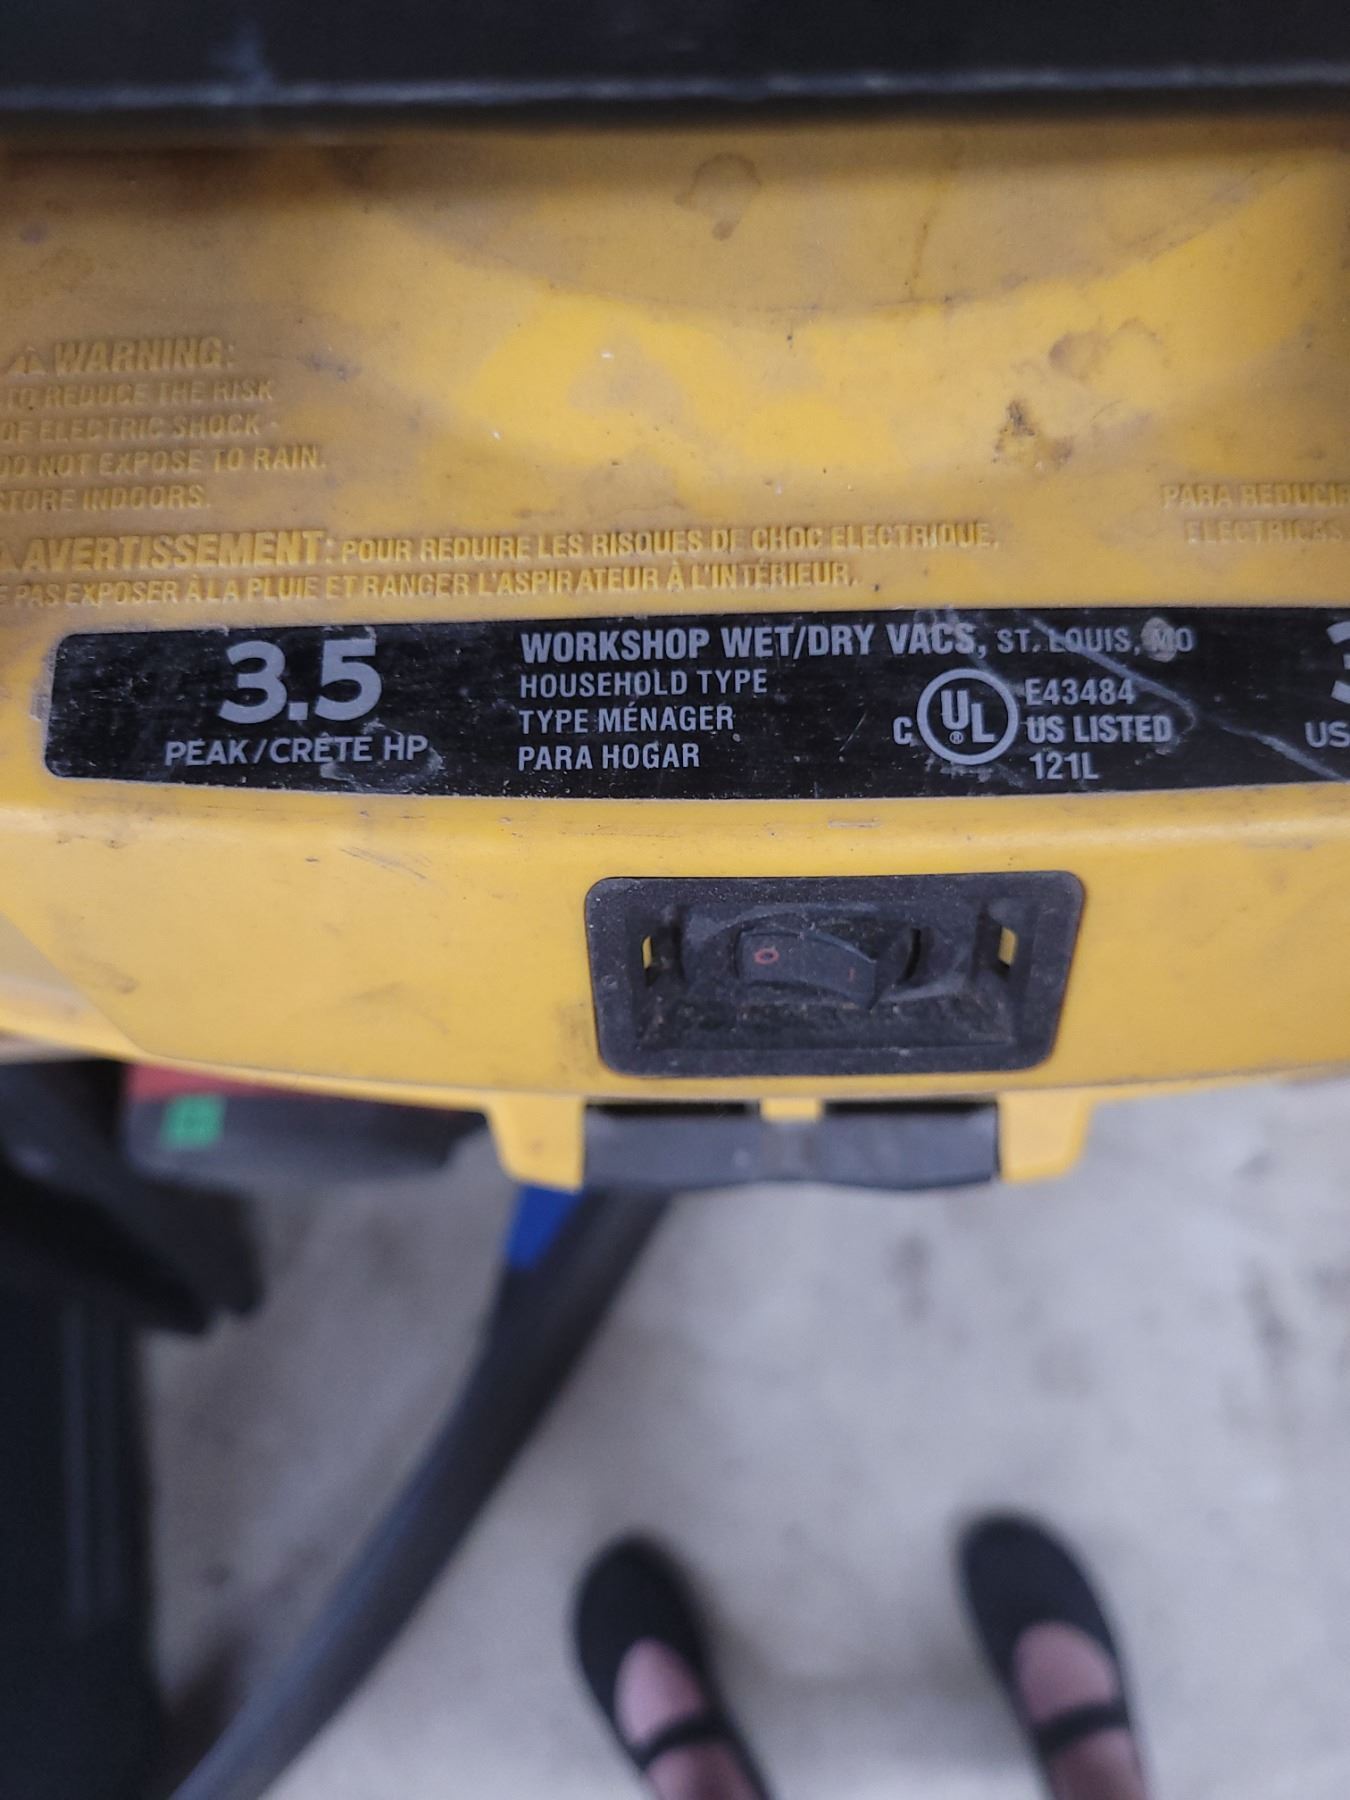 ⚠ WARNING:
TO REDUCE THE RISK
OF ELECTRIC SHOCK -
DO NOT EXPOSE TO RAIN.
STORE INDOORS.
AVERTISSEMENT: POUR RÉDUIRE LES RISQUES DE CHOC ELECTRIQUE,
PAS EXPOSER À LA PLUIE ET RANGER L'ASPIRATEUR À L'INTÉRIEUR.
PARA REDUCIR
ELECTRICAS
3.5
PEAK/CRÊTE HP
WORKSHOP WET/DRY VACS, ST. LOUIS, MO
HOUSEHOLD TYPE
TYPE MÉNAGER
PARA HOGAR
C UL ® E43484
US LISTED
121L
US
O I